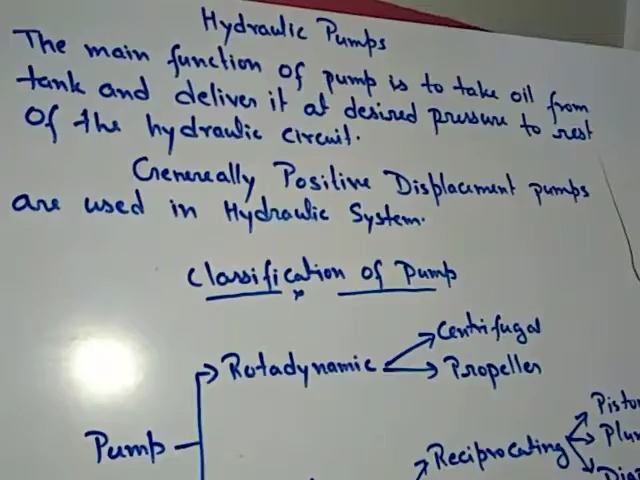 Hydraulic Pumps
The main function of pump is to take oil from
tank and deliver it at desired pressure to rest
of the hydraulic circuit.
Genereally Positive Displacement pumps
are used in Hydraulic System.
Classification of Pump
Centrifugal
Rotadynamic
Propeller
Pump
Reciprocating